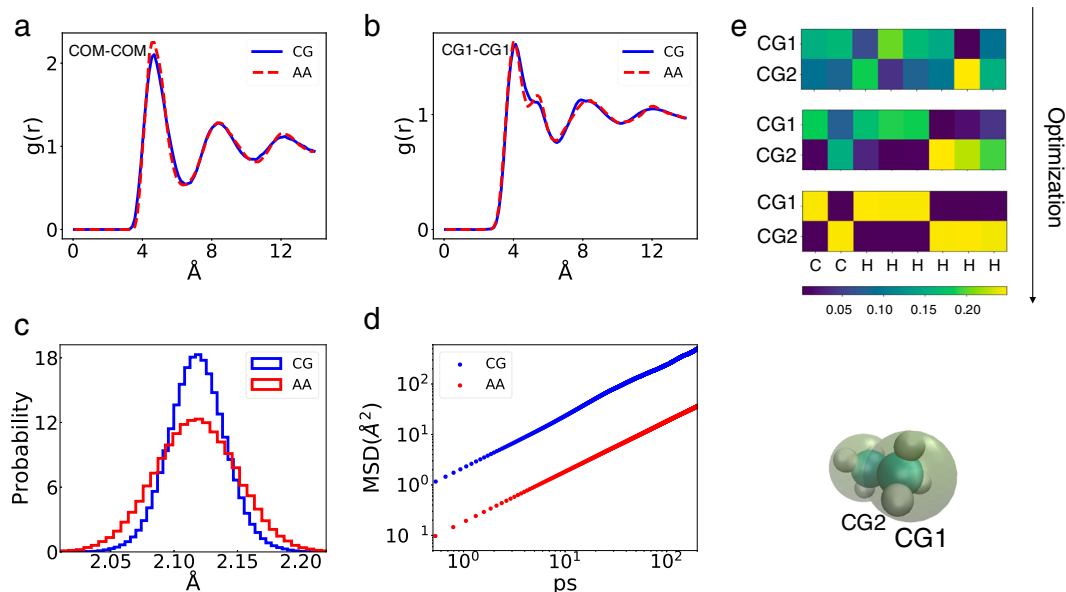 a
COM-COM
CG
AA
g(r)
2
1
0
0 4 8 12
Å
b
CG1-CG1
CG
AA
g(r)
1
0
0 4 8 12
Å
e
CG1
CG2
CG1
CG2
CG1
CG2
C C H H H H H H
0.05 0.10 0.15 0.20
Optimization
c
CG
AA
Probability
18
12
6
0
2.05 2.10 2.15 2.20
Å
d
CG
AA
MSD(Å²)
10²
10¹
10⁰
10 ¹
10⁰ 10¹ 10²
ps
CG2
CG1